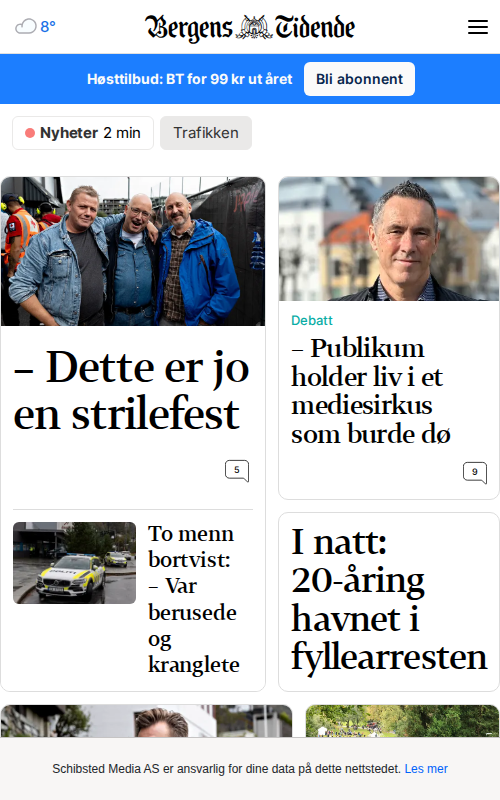 8°
Bergens Tidende
Høsttilbud: BT for 99 kr ut året
Bli abonnent
Nyheter 2 min
Trafikken
– Dette er jo
en strilefest
5
To menn
bortvist:
– Var
berusede
og
kranglete
Debatt
– Publikum
holder liv i et
mediesirkus
som burde dø
9
I natt:
20-åring
havnet i
fyllearresten
Schibsted Media AS er ansvarlig for dine data på dette nettstedet. Les mer